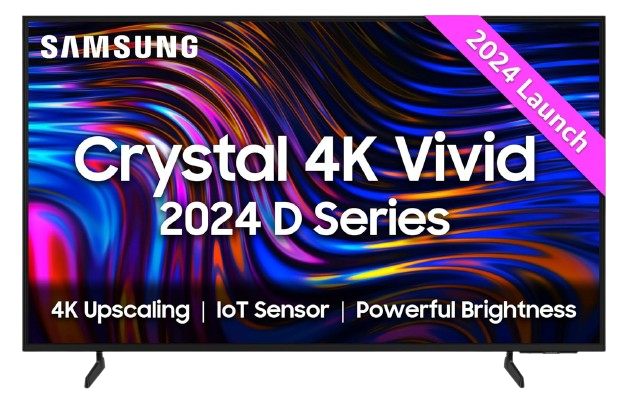 SAMSUNG
2024 Launch
Crystal 4K Vivid
2024 D Series
4K Upscaling | IoT Sensor | Powerful Brightness